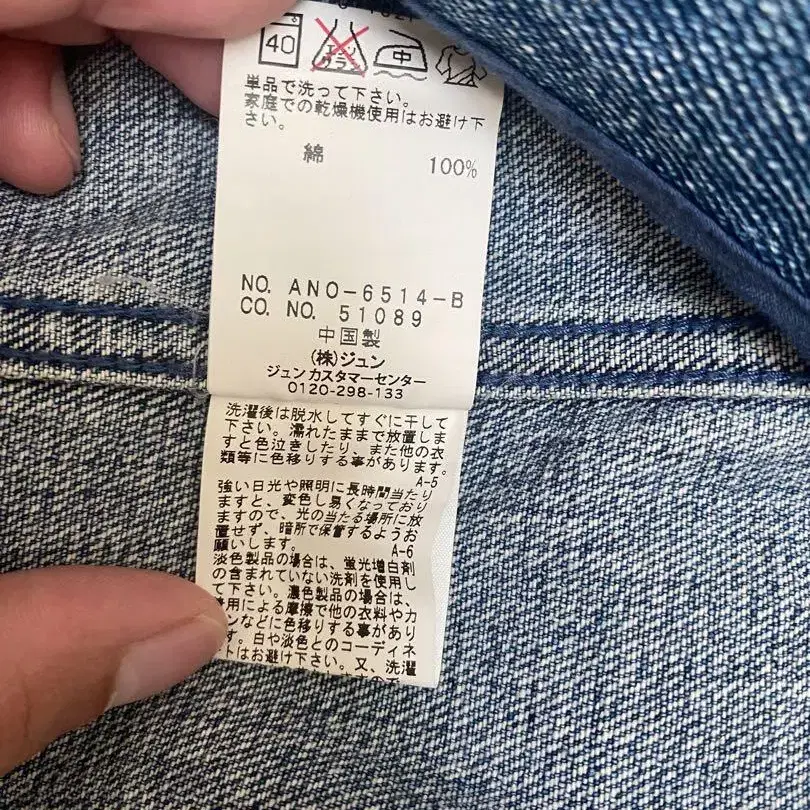 40
エンソ
サラシ
中
単品で洗って下さい。
家庭での乾燥機使用はお避け下
さい。
綿 100%
NO. ANO-6514-B
CO. NO. 51089
中国製
(株)ジュン
ジュンカスタマーセンター
0120-298-133
洗濯後は脱水してすぐに干して
下さい。濡れたままで放置しま
すと色泣きしたり、また他の衣
類等に色移りする事があります。
A-5
強い日光や照明に長時間当たり
ますと、変色し易くなっており
ますので、光の当たる場所に放
置せず、暗所で保管するようお
願いします。
A-6
淡色製品の場合は、蛍光増白剤
の含まれていない洗剤を使用し
て下さい。濃色製品の場合は、
着用による摩擦で他の衣料やカ
ンなどに色移りする事があり
す。白や淡色とのコーディネ
トはお避け下さい。又、洗濯